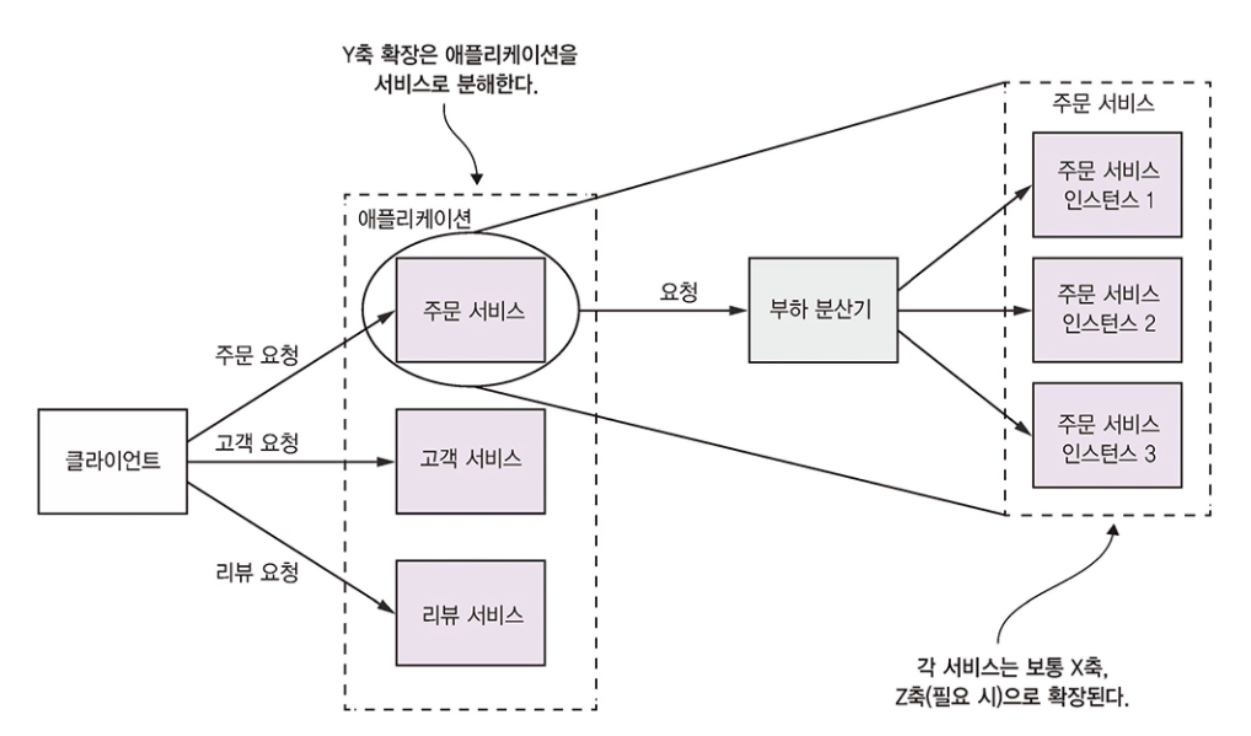 Y축 확장은 애플리케이션을
서비스로 분해한다.
주문 서비스
주문 서비스
인스턴스 1
애플리케이션
주문 서비스
요청
부하 분산기
주문 서비스
인스턴스 2
주문 요청
고객 요청
클라이언트
고객 서비스
주문 서비스
인스턴스 3
리뷰 요청
리뷰 서비스
각 서비스는 보통 X축,
Z축(필요 시)으로 확장된다.